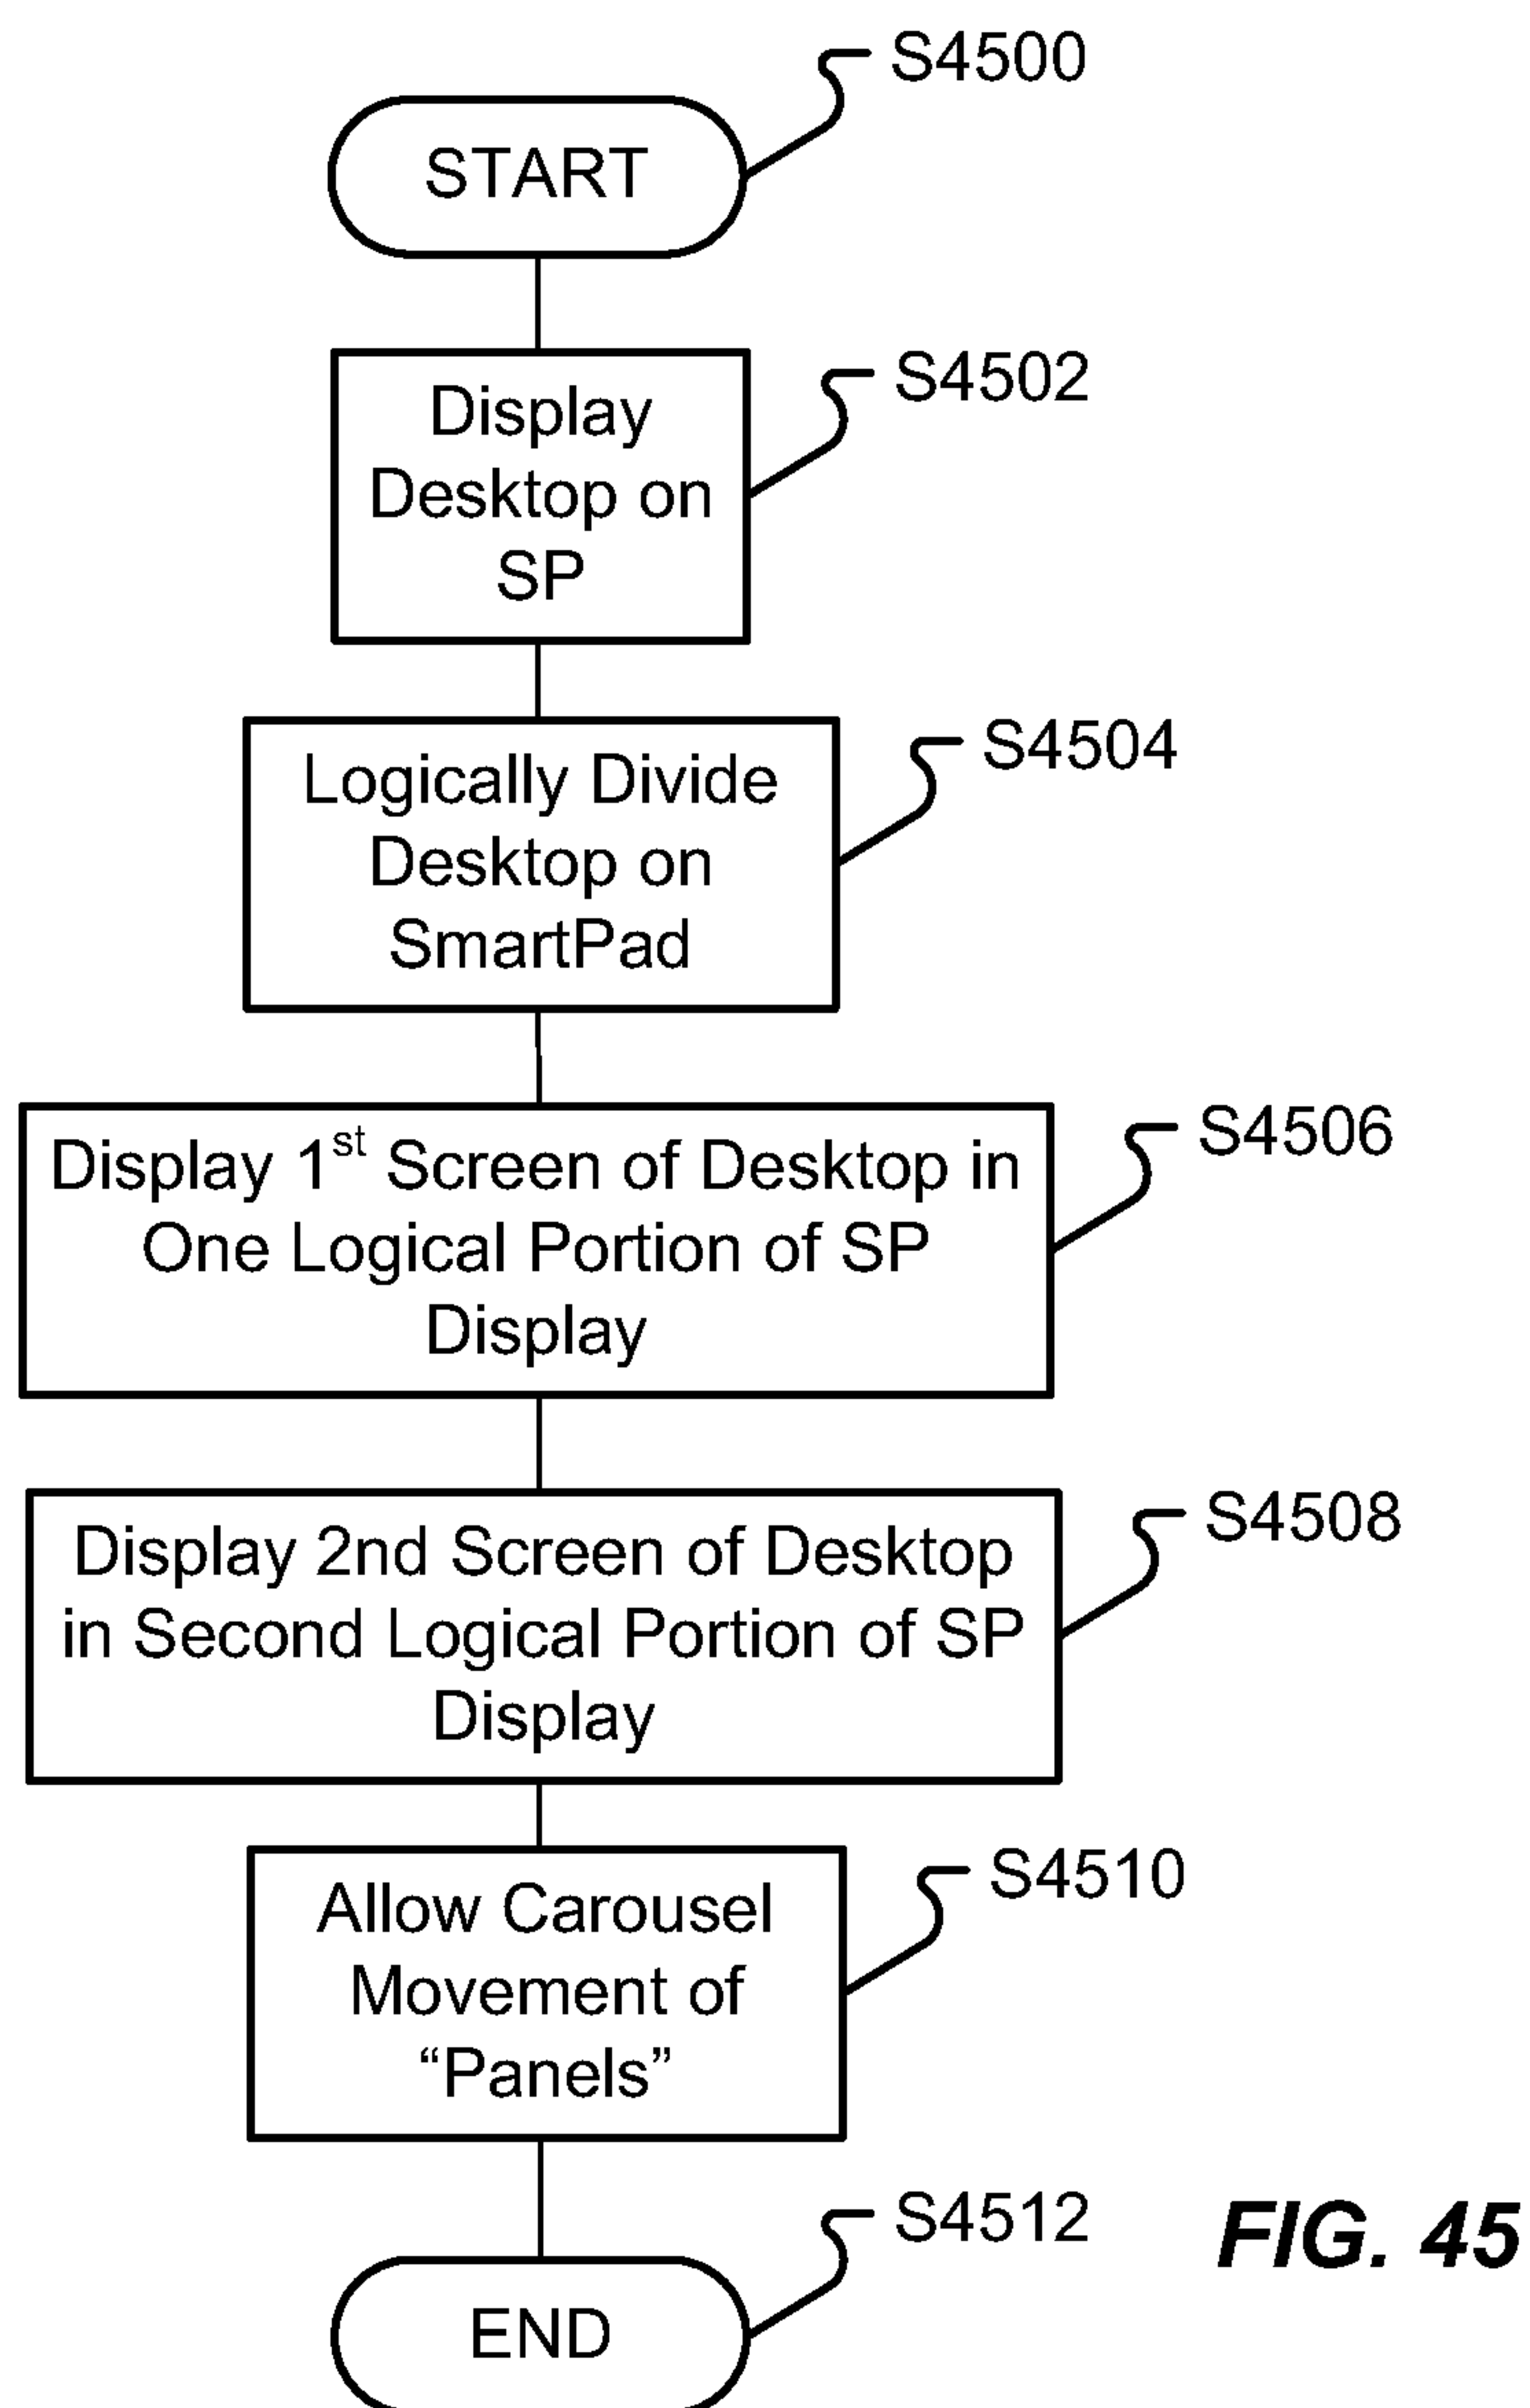 S4500
START
S4502
Display
Desktop on
SP
S4504
Logically Divide
Desktop on
SmartPad
S4506
Display 1st Screen of Desktop in
One Logical Portion of SP
Display
S4508
Display 2nd Screen of Desktop
in Second Logical Portion of SP
Display
S4510
Allow Carousel
Movement of
“Panels”
S4512
FIG. 45
END